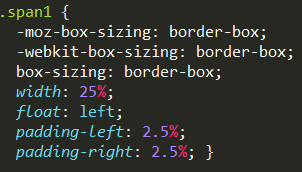 .span1 {
-moz-box-sizing: border-box;
-webkit-box-sizing: border-box;
box-sizing: border-box;
width: 25%;
float: left;
padding-left: 2.5%;
padding-right: 2.5%; }